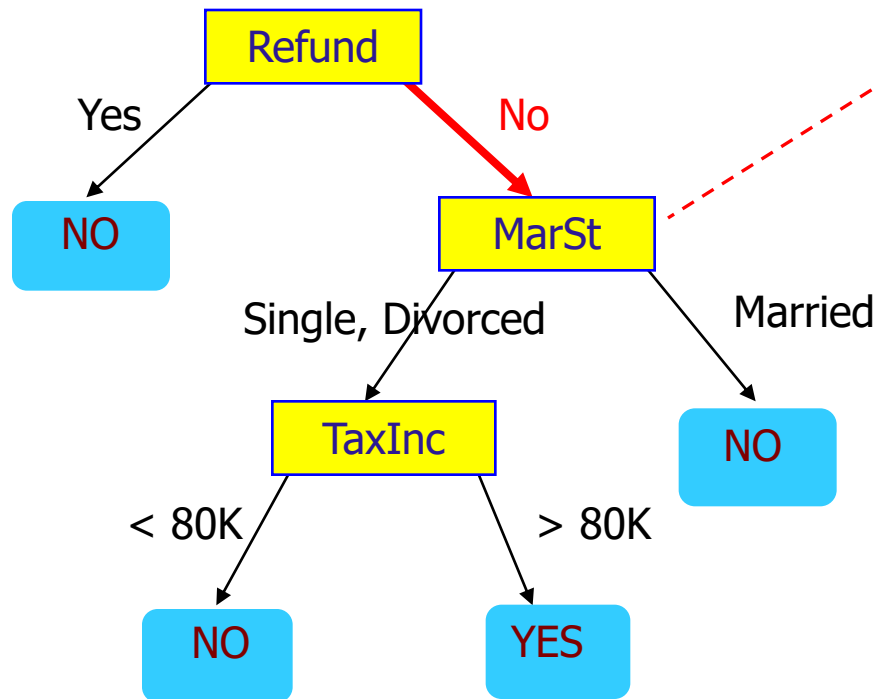 Refund
Yes
No
NO
MarSt
Single, Divorced
Married
TaxInc
NO
< 80K
> 80K
NO
YES